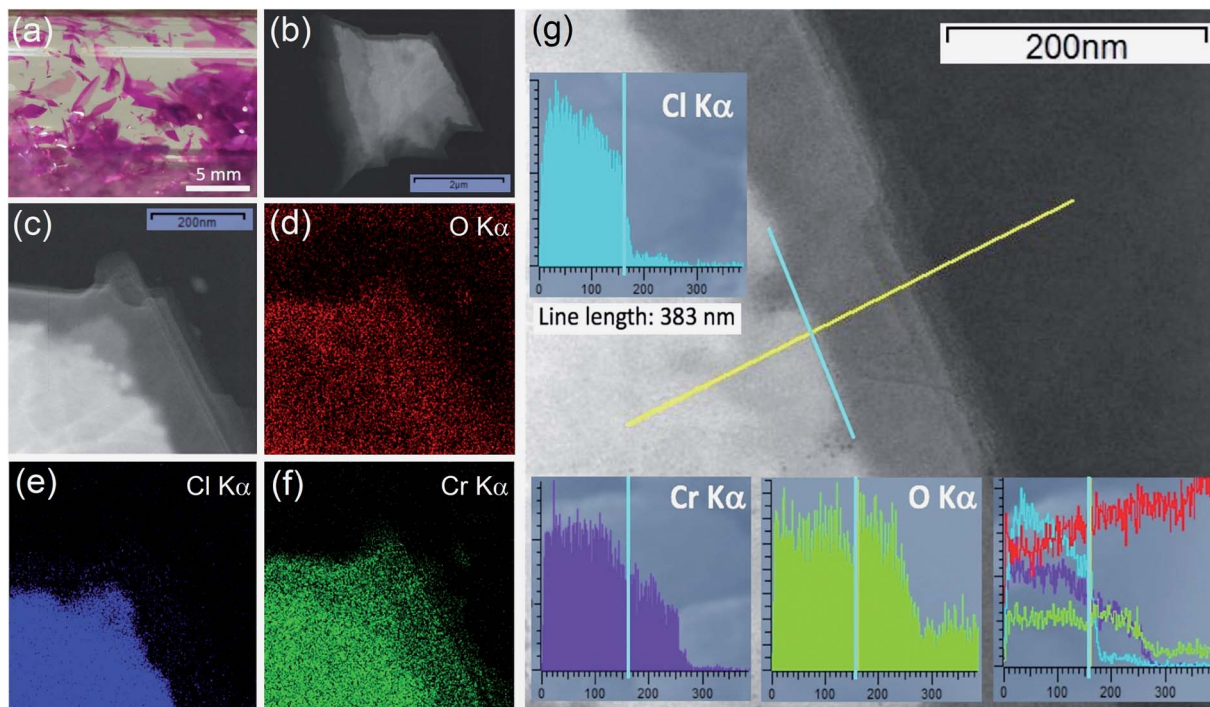 (a)
5 mm
(b)
2μm
(c)
200nm
(d)
O Kα
(e)
Cl Kα
(f)
Cr Kα
(g)
200nm
Cl Kα
0 100 200 300
Line length: 383 nm
Cr Kα
0 100 200 300
O Kα
0 100 200 300
0 100 200 300